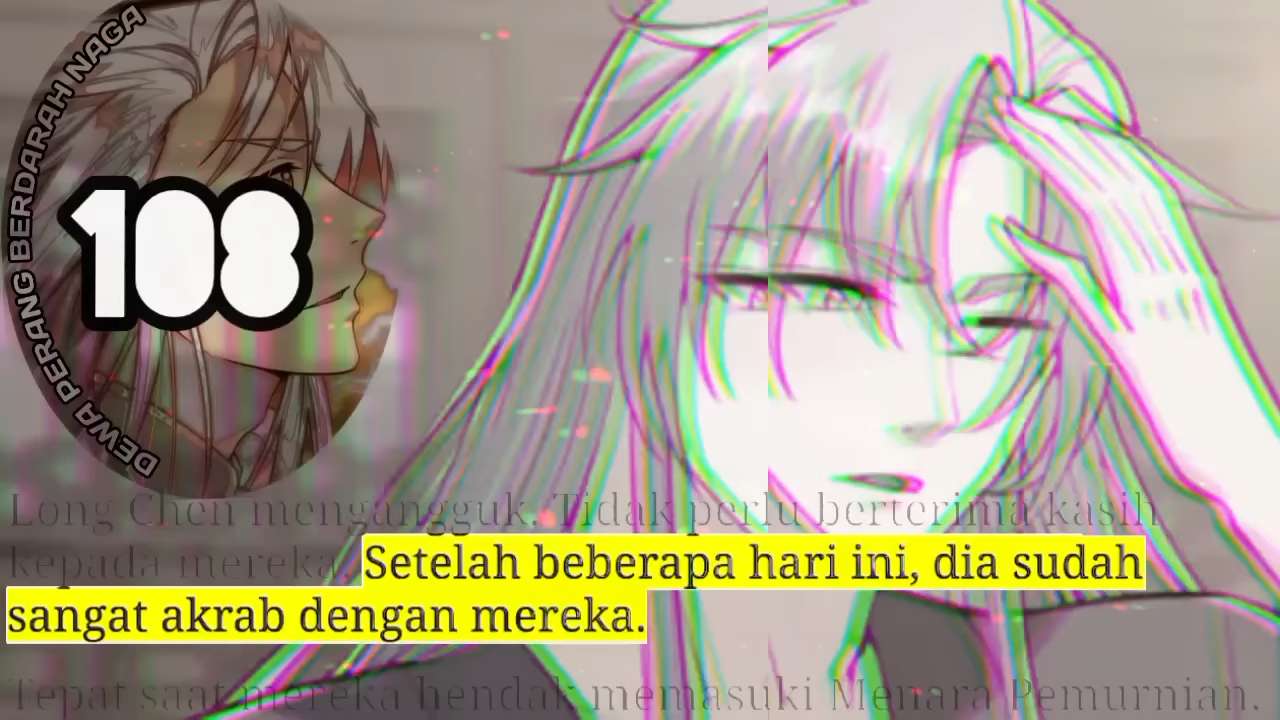 DEWA PERANG BERDARAH NAGA
108
Long Chen mengangguk. Tidak perlu berterima kasih
kepada mereka. Setelah beberapa hari ini, dia sudah
sangat akrab dengan mereka.
Tepat saat mereka hendak memasuki Menara Pemurnian,